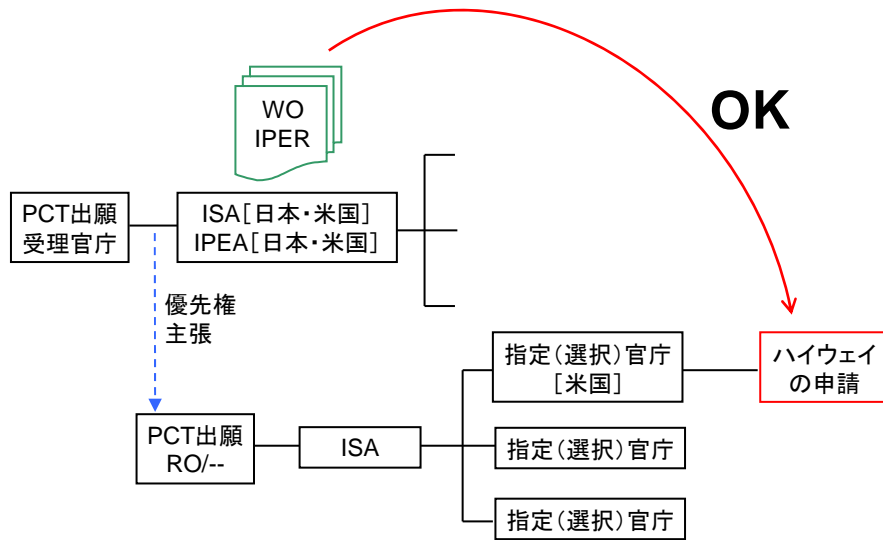 WO
IPER
OK
PCT出願
受理官庁
ISA[日本・米国]
IPEA[日本・米国]
優先権
主張
指定(選択)官庁
[米国]
ハイウェイ
の申請
PCT出願
RO/--
ISA
指定(選択)官庁
指定(選択)官庁